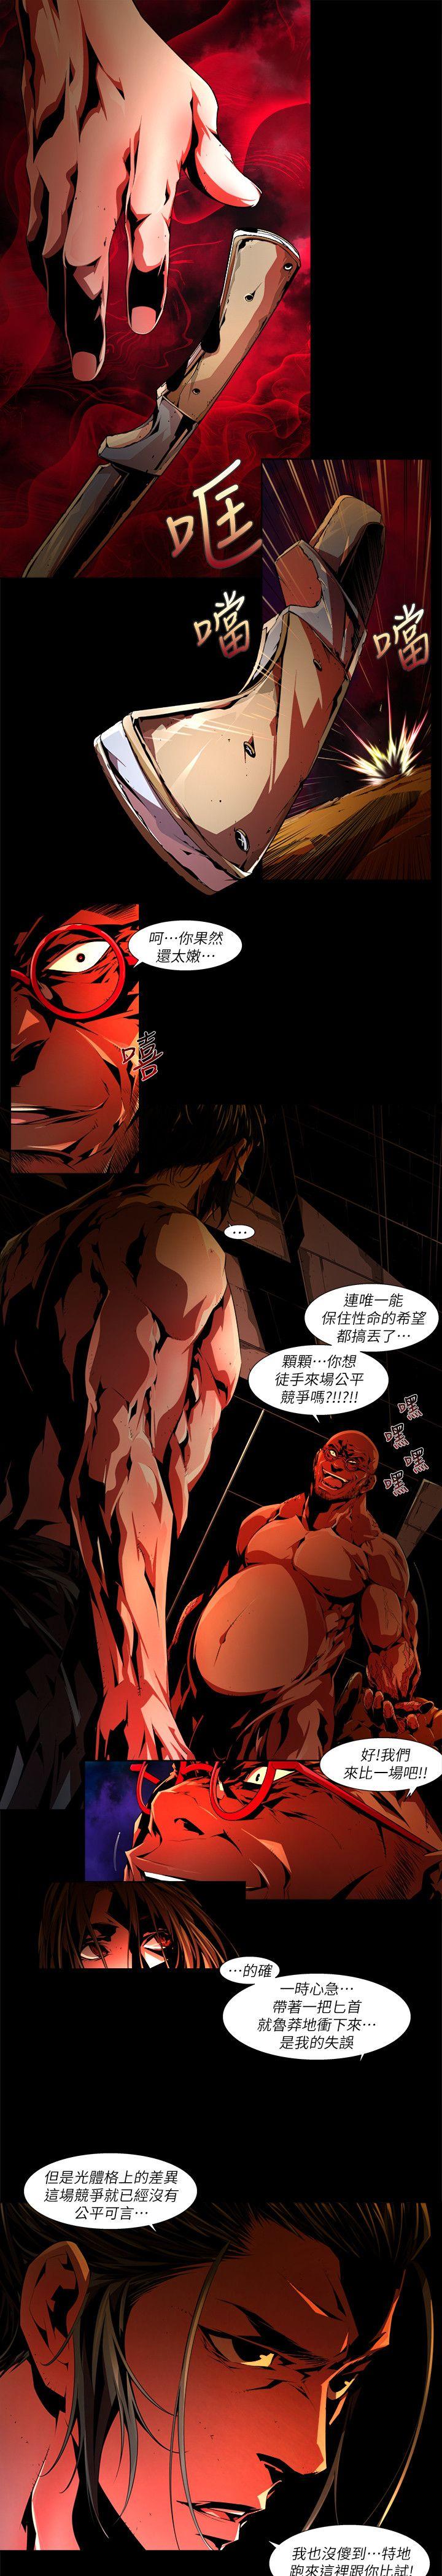 哐
噹
噹
呵⋯你果然
還太嫩⋯
嘻
⋯
連唯一能
保住性命的希望
都搞丟了⋯
顆顆⋯你想
徒手來場公平
競爭嗎?!!?!!
嘿
嘿
嘿
嘿
好!我們
來比一場吧!!
⋯的確
一時心急⋯
帶著一把匕首
就魯莽地衝下來⋯
是我的失誤
但是光體格上的差異
這場競爭就已經沒有
公平可言⋯
我也沒傻到⋯特地
跑來這裡跟你比試!